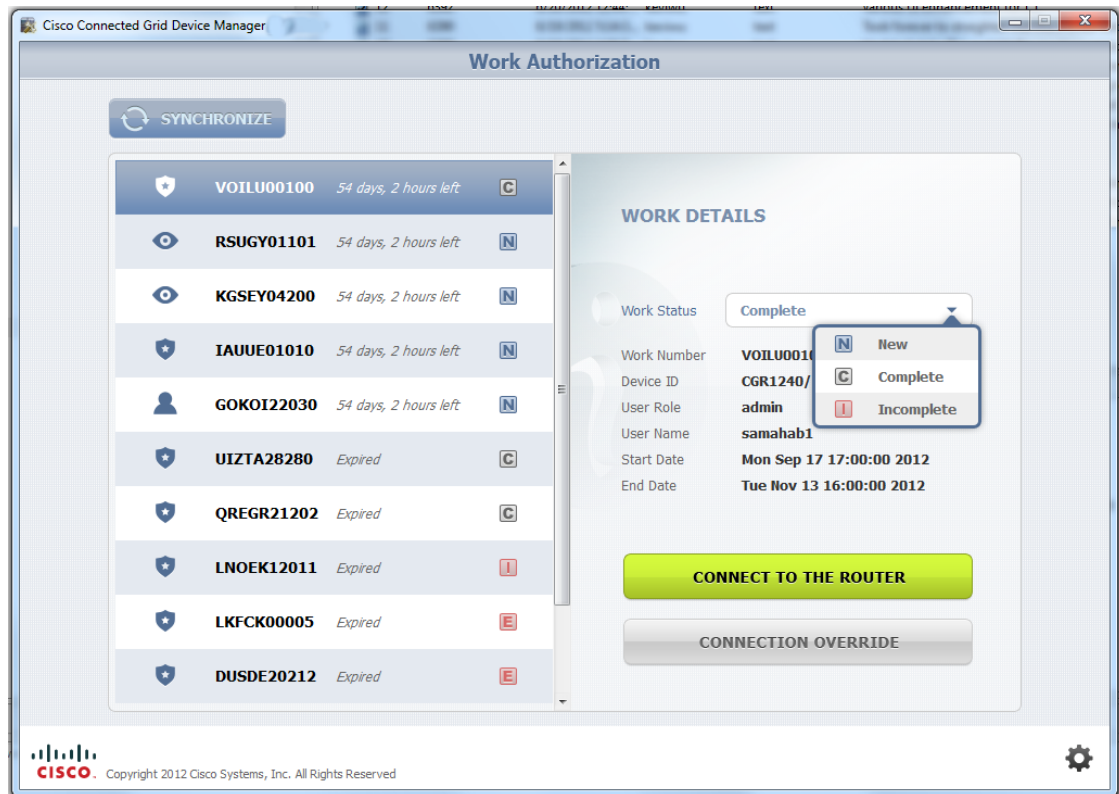 Cisco Connected Grid Device Manager
Work Authorization
SYNCHRONIZE
VOILU00100 54 days, 2 hours left C
RSUGY01101 54 days, 2 hours left N
KGSEY04200 54 days, 2 hours left N
IAUUE01010 54 days, 2 hours left N
GOKOI22030 54 days, 2 hours left N
UIZTA28280 Expired C
QREGR21202 Expired C
LNOEK12011 Expired I
LKFCK00005 Expired E
DUSDE20212 Expired E
WORK DETAILS
Work Status Complete
N New
C Complete
I Incomplete
Work Number VOILU001
Device ID CGR1240/
User Role admin
User Name samahab1
Start Date Mon Sep 17 17:00:00 2012
End Date Tue Nov 13 16:00:00 2012
CONNECT TO THE ROUTER
CONNECTION OVERRIDE
CISCO. Copyright 2012 Cisco Systems, Inc. All Rights Reserved